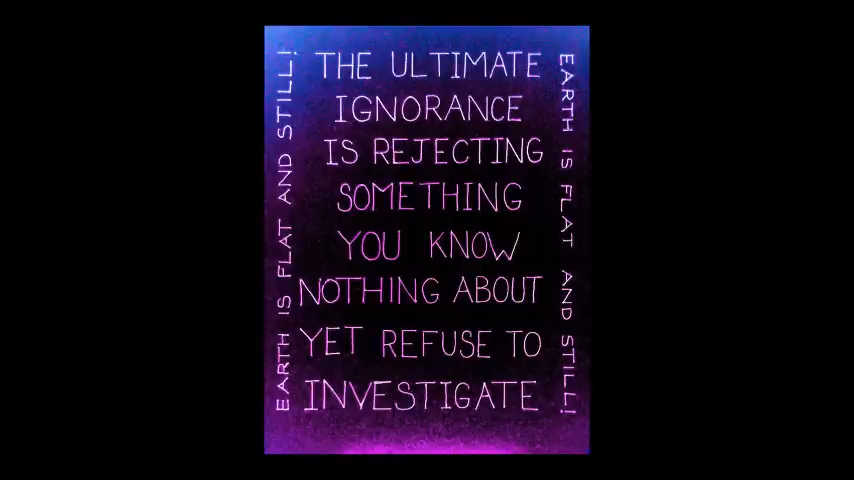 EARTH IS FLAT AND STILL!
THE ULTIMATE
IGNORANCE
IS REJECTING
SOMETHING
YOU KNOW
NOTHING ABOUT
YET REFUSE TO
INVESTIGATE
EARTH IS FLAT AND STILL!